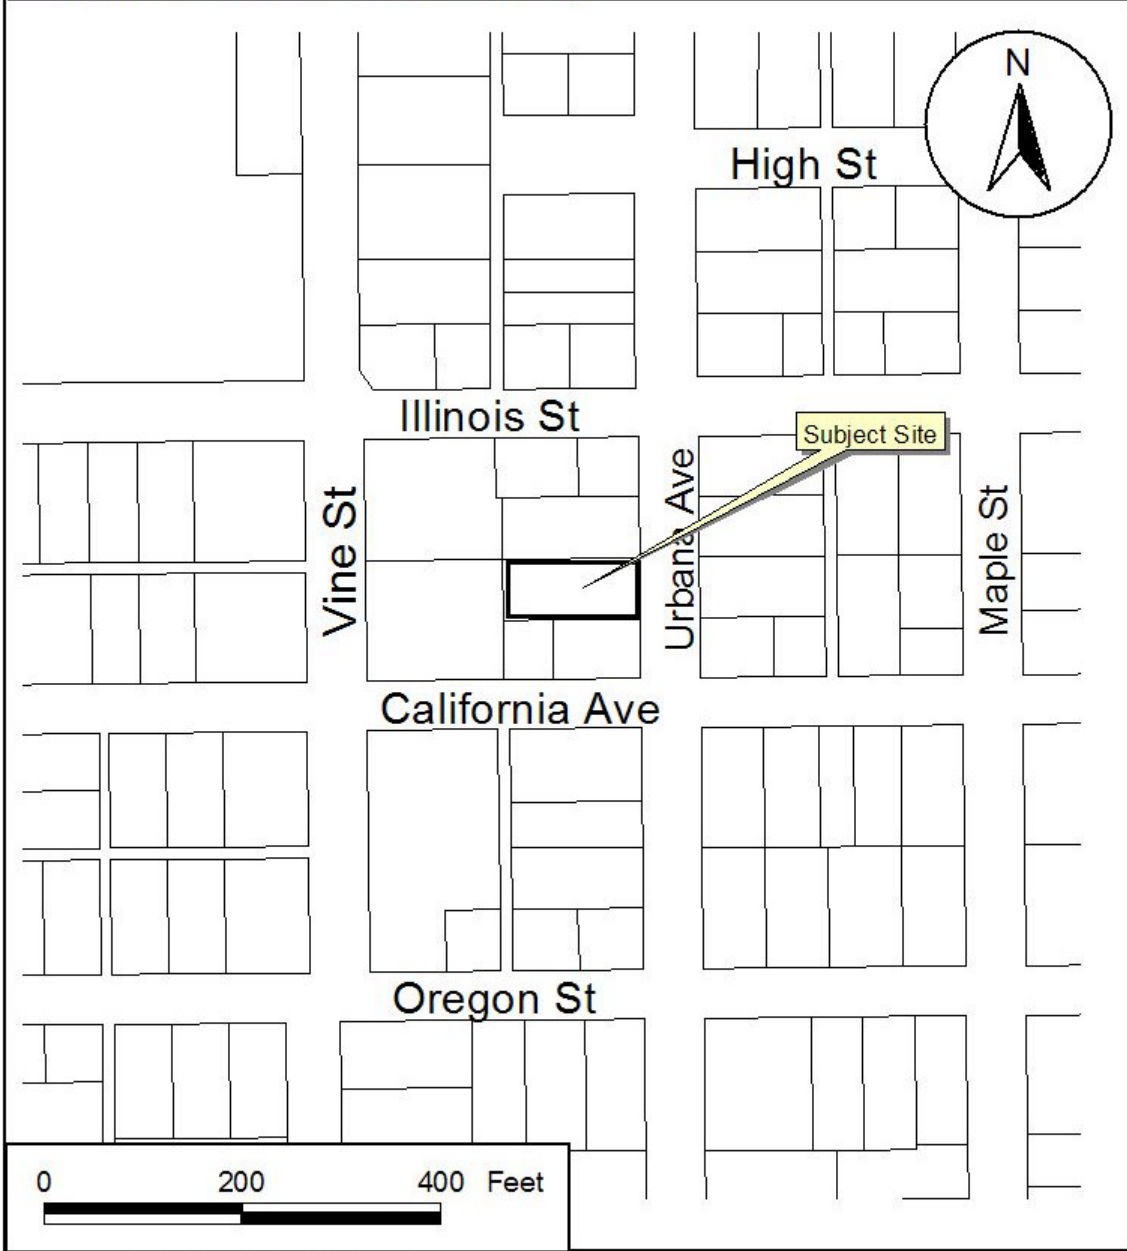 N
High St
Illinois St
Subject Site
Vine St
Urbana Ave
Maple St
California Ave
Oregon St
0 200 400 Feet